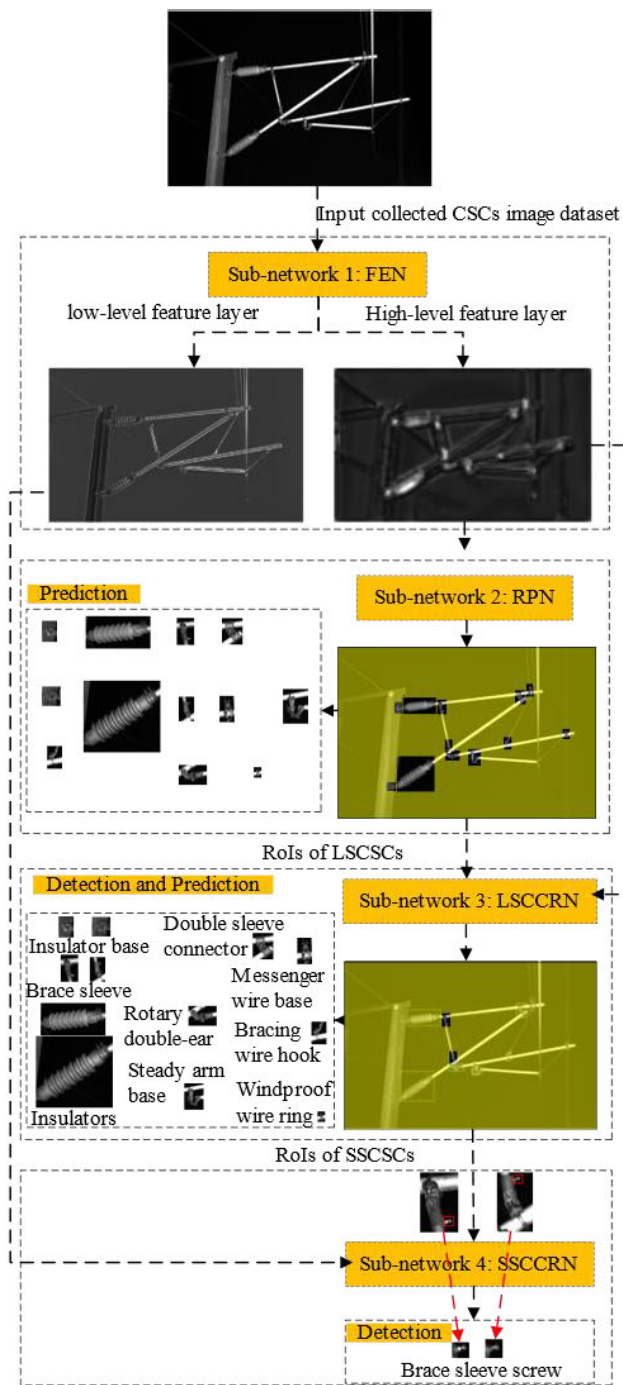 Input collected CSCs image dataset
Sub-network 1: FEN
low-level feature layer
High-level feature layer
Prediction
Sub-network 2: RPN
RoIs of LSCSCs
Detection and Prediction
Sub-network 3: LSCCRN
Insulator base
Double sleeve
connector
Brace sleeve
Messenger
wire base
Rotary
double-ear
Bracing
wire hook
Steady arm
base
Windproof
wire ring
Insulators
RoIs of SSCSCs
Sub-network 4: SSCCRN
Detection
Brace sleeve screw